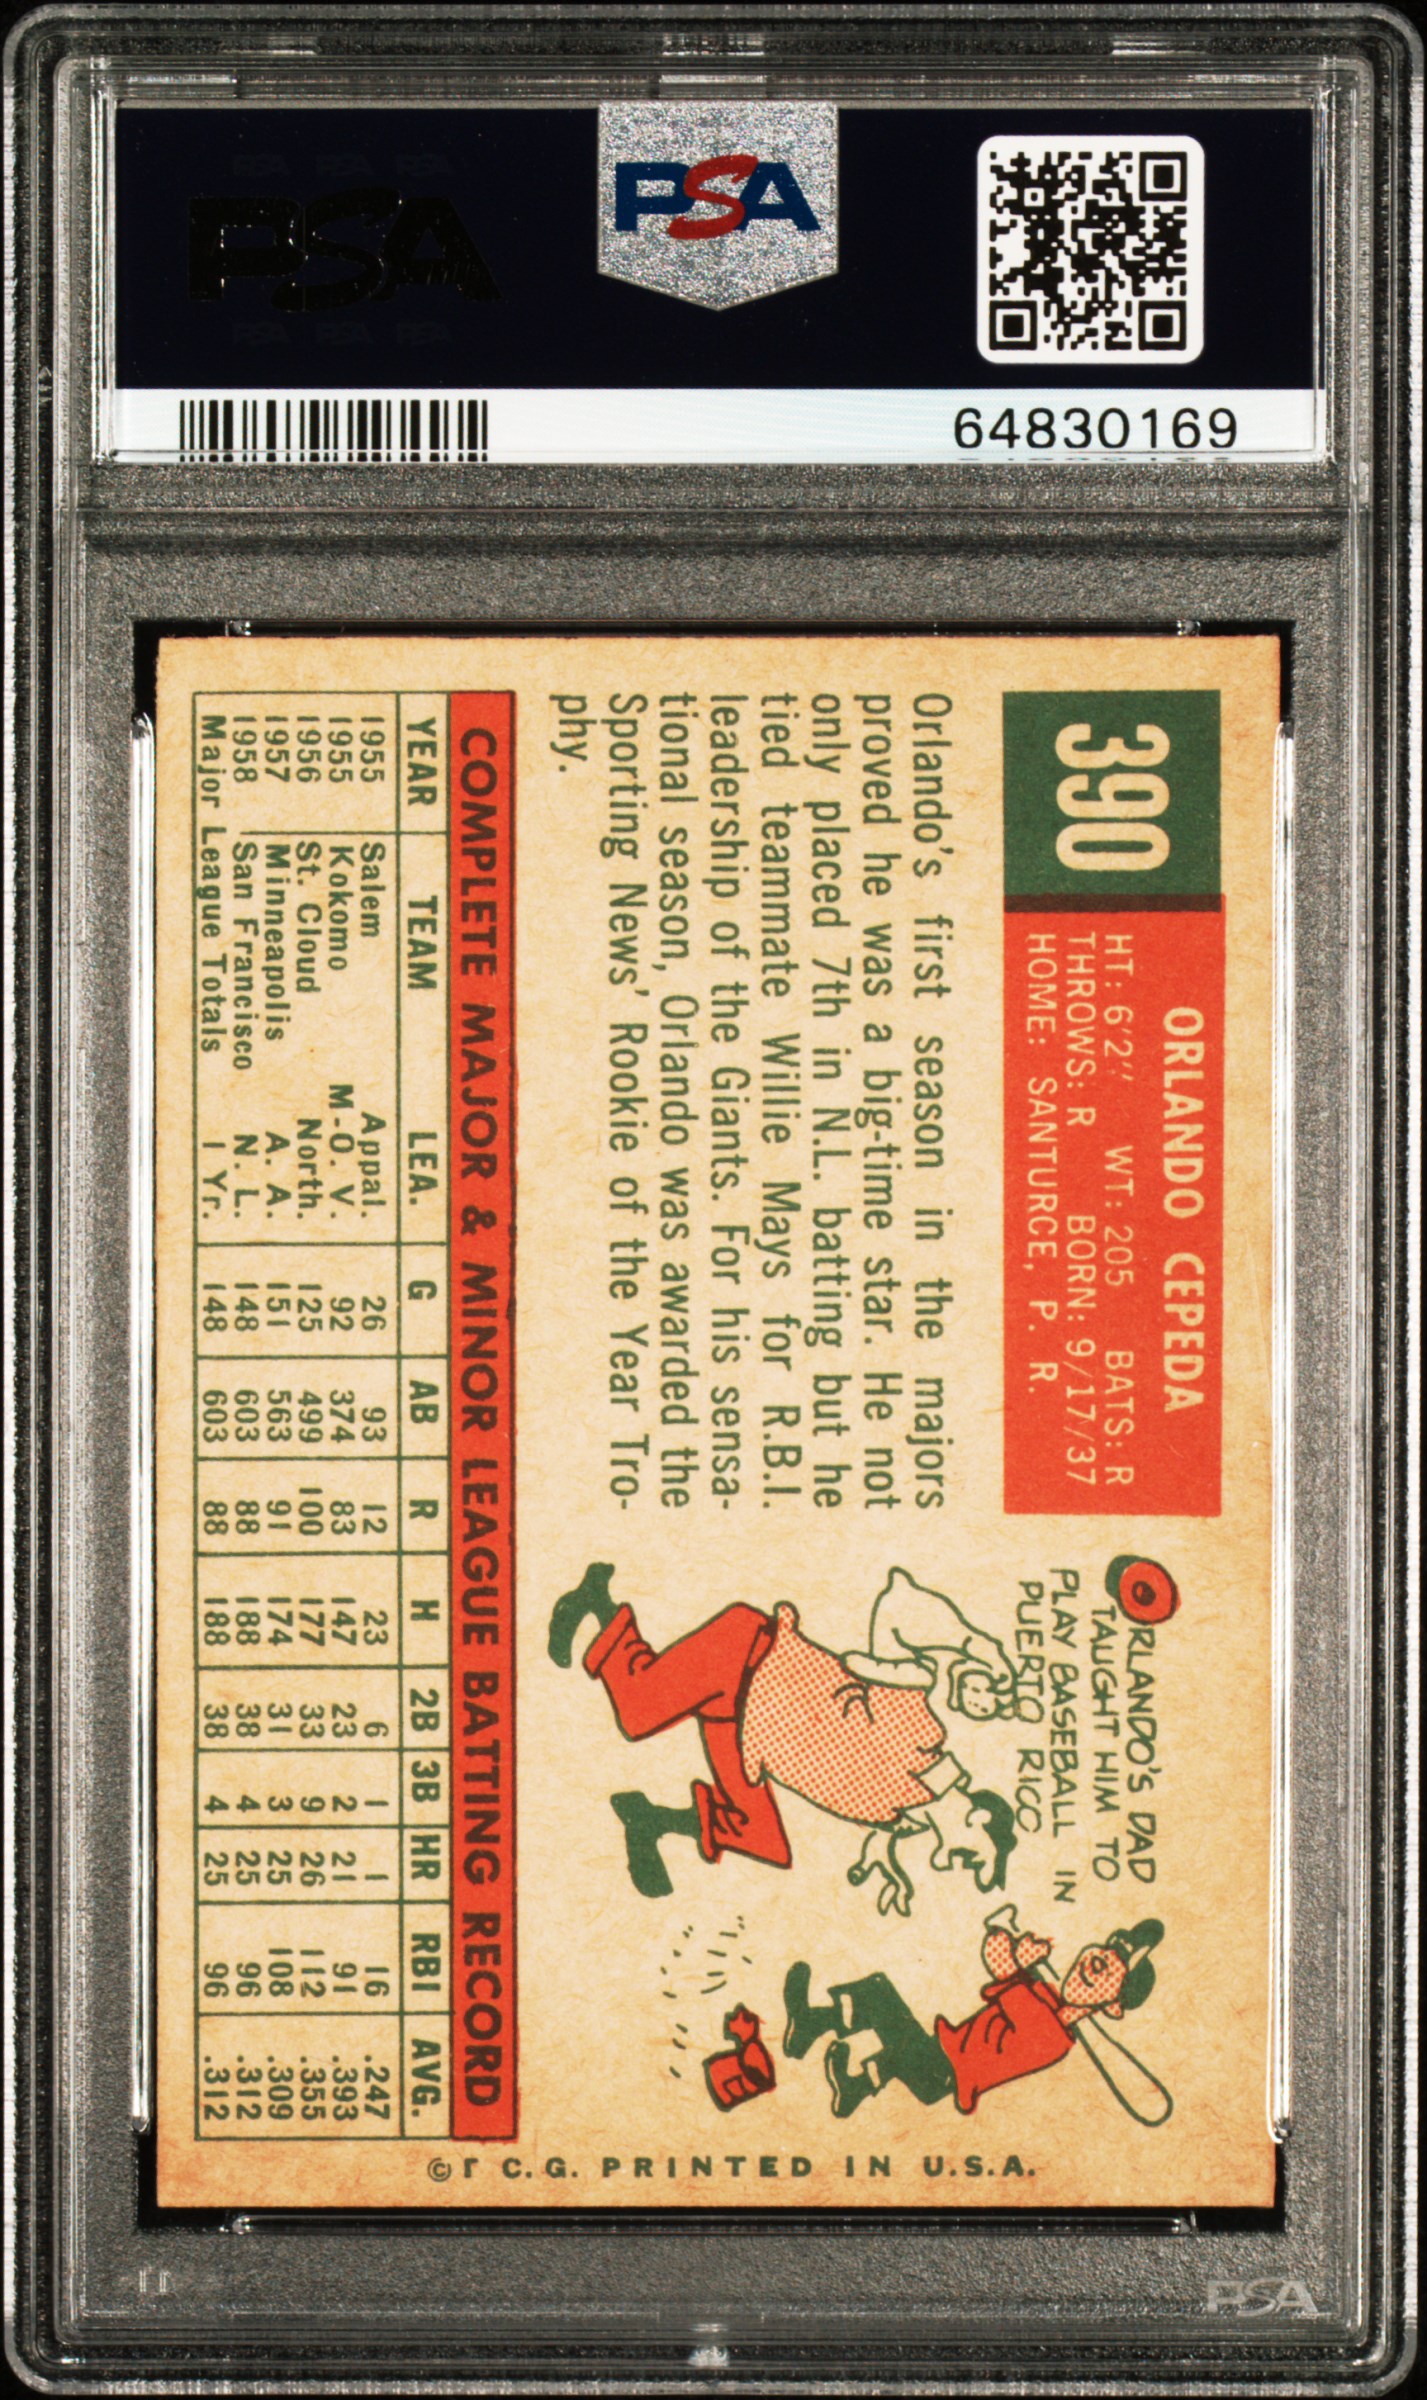 PSA
64830169
390
ORLANDO CEPEDA
HT: 6'2" WT: 205 BATS: R
THROWS: R BORN: 9/17/37
HOME: SANTURCE, P. R.
ORLANDO'S DAD
TAUGHT HIM TO
PLAY BASEBALL IN
PUERTO RICO
Orlando's first season in the majors
proved he was a big-time star. He not
only placed 7th in N.L. batting but he
tied teammate Willie Mays for R.B.I.
leadership of the Giants. For his sensa-
tional season, Orlando was awarded the
Sporting News' Rookie of the Year Tro-
phy.
COMPLETE MAJOR & MINOR LEAGUE BATTING RECORD
YEAR TEAM LEA. G AB R H 2B 3B HR RBI AVG.
1955 Salem Appal. 26 93 12 23 6 1 1 16 .247
1955 Kokomo M-O.V. 92 374 83 147 23 2 21 91 .393
1956 St. Cloud North. 125 499 100 177 33 9 26 112 .355
1957 Minneapolis A. A. 151 563 91 174 31 3 25 108 .309
1958 San Francisco N. L. 148 603 88 188 38 4 25 96 .312
Major League Totals 1 Yr. 148 603 88 188 38 4 25 96 .312
© T C.G. PRINTED IN U.S.A.
PSA
PSA PSA PSA
PSA
PSA PSA PSA